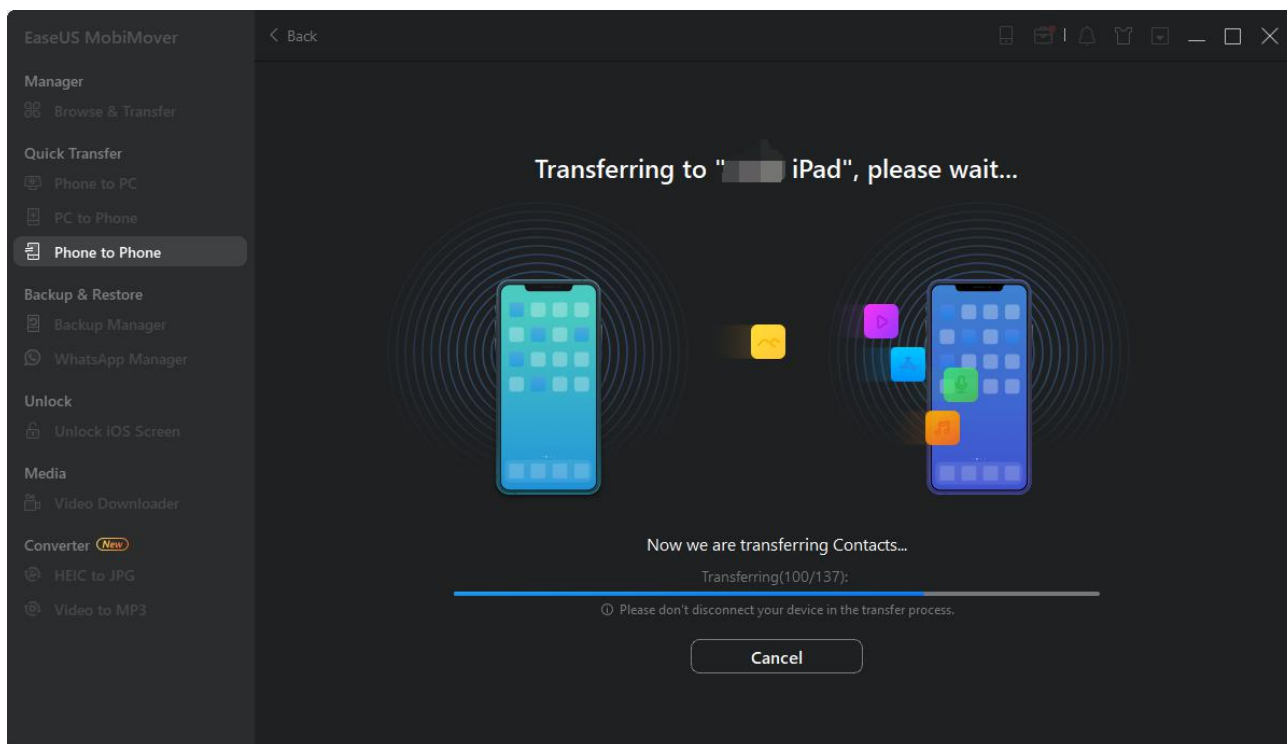 EaseUS MobiMover
Back
Manager
Browse & Transfer
Quick Transfer
Phone to PC
PC to Phone
Phone to Phone
Backup & Restore
Backup Manager
WhatsApp Manager
Unlock
Unlock iOS Screen
Media
Video Downloader
Converter New
HEIC to JPG
Video to MP3
Transferring to " iPad", please wait...
Now we are transferring Contacts...
Transferring(100/137):
Please don't disconnect your device in the transfer process.
Cancel